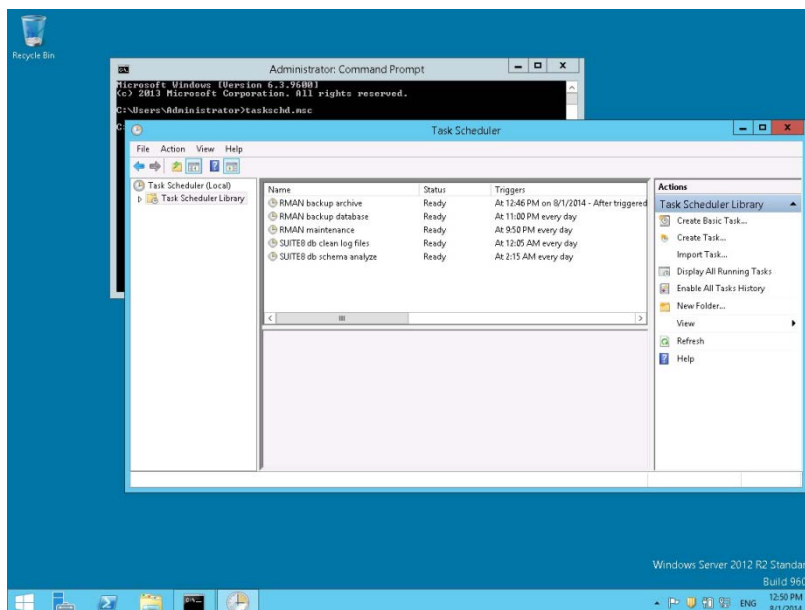 Recycle Bin
Administrator: Command Prompt
Microsoft Windows [Version 6.3.9600]
(c) 2013 Microsoft Corporation. All rights reserved.
C:\Users\Administrator>taskschd.msc
C:
Task Scheduler
File Action View Help
Task Scheduler (Local)
Task Scheduler Library
Name Status Triggers
RMAN backup archive Ready At 12:46 PM on 8/1/2014 - After triggered
RMAN backup database Ready At 11:00 PM every day
RMAN maintenance Ready At 9:50 PM every day
SUITE8 db clean log files Ready At 12:05 AM every day
SUITE8 db schema analyze Ready At 2:15 AM every day
Actions
Task Scheduler Library
Create Basic Task...
Create Task...
Import Task...
Display All Running Tasks
Enable All Tasks History
New Folder...
View
Refresh
Help
Windows Server 2012 R2 Standar
Build 960
ENG 12:50 PM